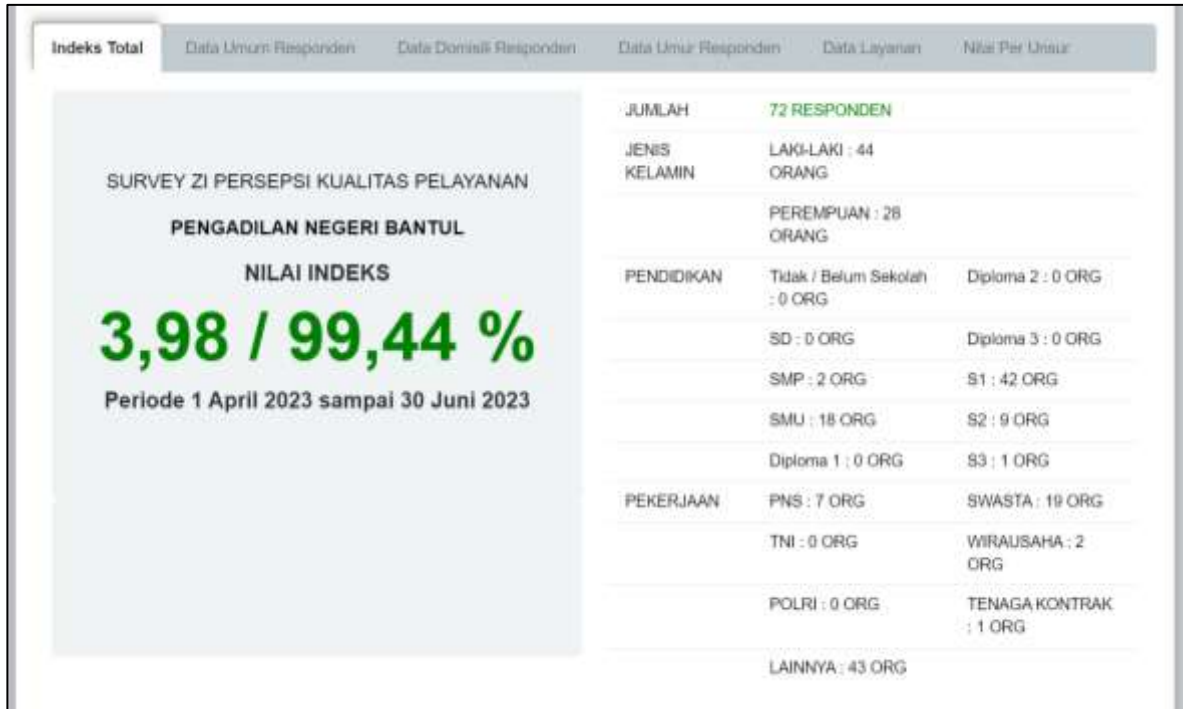 Indeks Total Data Umum Responden Data Domisili Responden Data Umur Responden Data Layanan Nilai Per Unsur
SURVEY ZI PERSEPSI KUALITAS PELAYANAN
PENGADILAN NEGERI BANTUL
NILAI INDEKS
3,98 / 99,44 %
Periode 1 April 2023 sampai 30 Juni 2023
JUMLAH 72 RESPONDEN
JENIS LAKI-LAKI : 44
KELAMIN ORANG
PEREMPUAN : 28
ORANG
PENDIDIKAN Tidak / Belum Sekolah Diploma 2 : 0 ORG
: 0 ORG
SD : 0 ORG Diploma 3 : 0 ORG
SMP : 2 ORG S1 : 42 ORG
SMU : 18 ORG S2 : 9 ORG
Diploma 1 : 0 ORG S3 : 1 ORG
PEKERJAAN PNS : 7 ORG SWASTA : 19 ORG
TNI : 0 ORG WIRAUSAHA : 2
ORG
POLRI : 0 ORG TENAGA KONTRAK
: 1 ORG
LAINNYA : 43 ORG